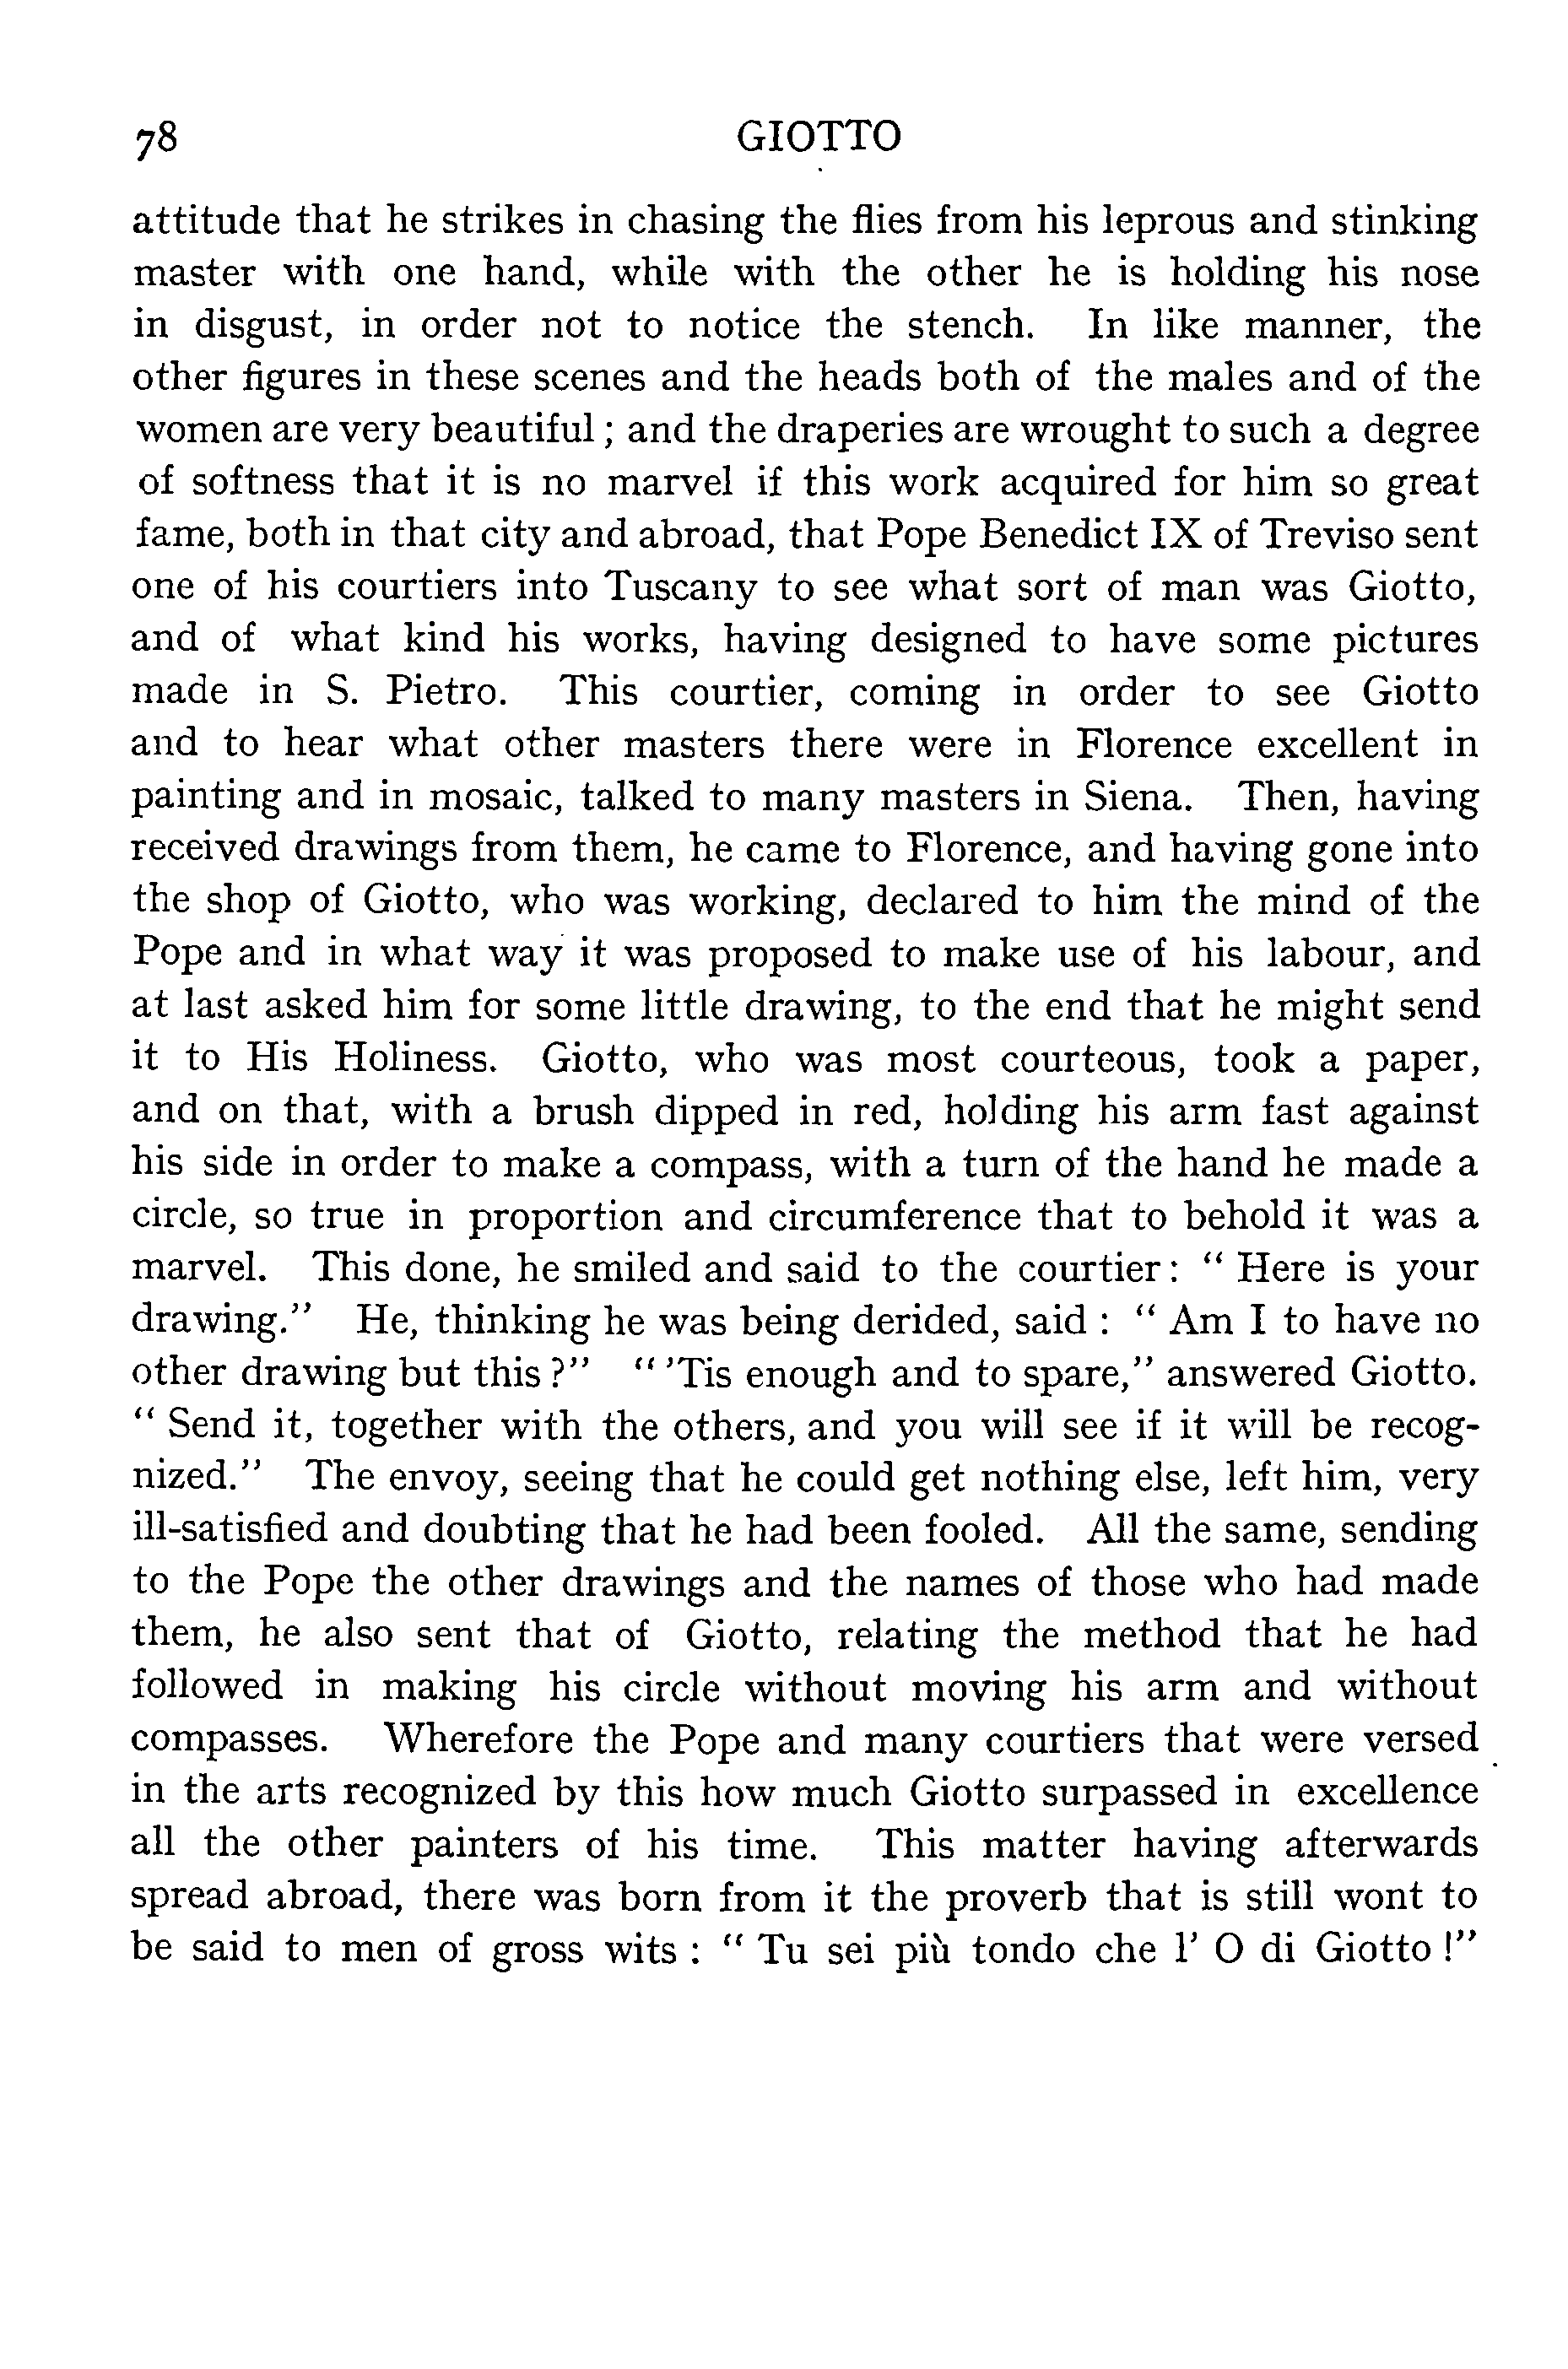 78 GIOTTO
attitude that he strikes in chasing the flies from his leprous and stinking
master with one hand, while with the other he is holding his nose
in disgust, in order not to notice the stench. In like manner, the
other figures in these scenes and the heads both of the males and of the
women are very beautiful; and the draperies are wrought to such a degree
of softness that it is no marvel if this work acquired for him so great
fame, both in that city and abroad, that Pope Benedict IX of Treviso sent
one of his courtiers into Tuscany to see what sort of man was Giotto,
and of what kind his works, having designed to have some pictures
made in S. Pietro. This courtier, coming in order to see Giotto
and to hear what other masters there were in Florence excellent in
painting and in mosaic, talked to many masters in Siena. Then, having
received drawings from them, he came to Florence, and having gone into
the shop of Giotto, who was working, declared to him the mind of the
Pope and in what way it was proposed to make use of his labour, and
at last asked him for some little drawing, to the end that he might send
it to His Holiness. Giotto, who was most courteous, took a paper,
and on that, with a brush dipped in red, holding his arm fast against
his side in order to make a compass, with a turn of the hand he made a
circle, so true in proportion and circumference that to behold it was a
marvel. This done, he smiled and said to the courtier: “ Here is your
drawing.” He, thinking he was being derided, said : “ Am I to have no
other drawing but this ?” “ ’Tis enough and to spare,” answered Giotto.
“ Send it, together with the others, and you will see if it will be recog-
nized.” The envoy, seeing that he could get nothing else, left him, very
ill-satisfied and doubting that he had been fooled. All the same, sending
to the Pope the other drawings and the names of those who had made
them, he also sent that of Giotto, relating the method that he had
followed in making his circle without moving his arm and without
compasses. Wherefore the Pope and many courtiers that were versed
in the arts recognized by this how much Giotto surpassed in excellence
all the other painters of his time. This matter having afterwards
spread abroad, there was born from it the proverb that is still wont to
be said to men of gross wits : “ Tu sei più tondo che l’ O di Giotto !”